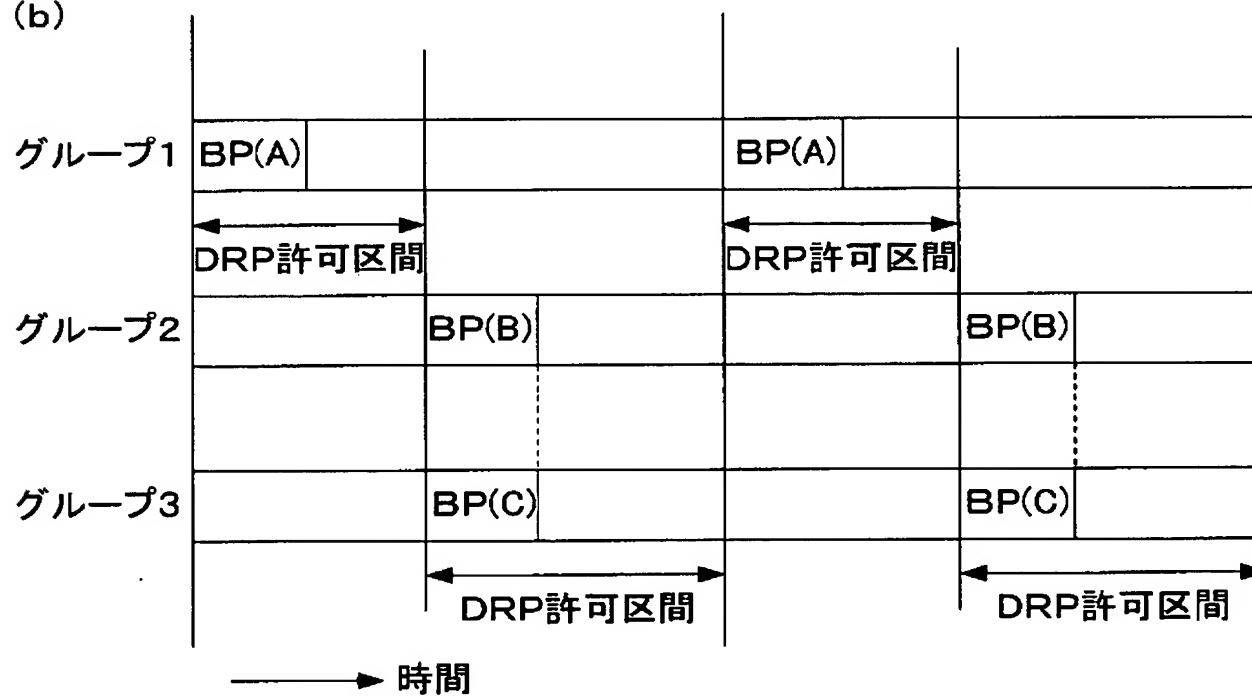 (b)
グループ1 BP(A) BP(A)
DRP許可区間 DRP許可区間
グループ2 BP(B) BP(B)
グループ3 BP(C) BP(C)
DRP許可区間 DRP許可区間
時間